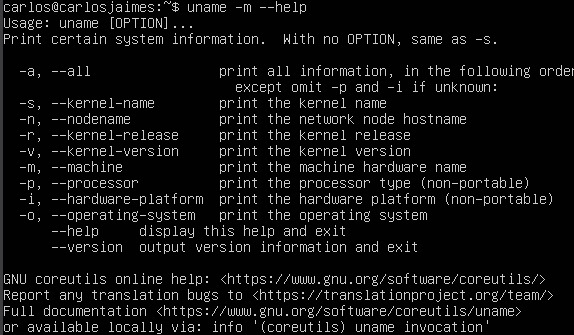 carlos@carlosjaimes:~$ uname -m --help
Usage: uname [OPTION]...
Print certain system information.  With no OPTION, same as -s.

  -a, --all                print all information, in the following order,
                             except omit -p and -i if unknown:
  -s, --kernel-name        print the kernel name
  -n, --nodename           print the network node hostname
  -r, --kernel-release     print the kernel release
  -v, --kernel-version     print the kernel version
  -m, --machine            print the machine hardware name
  -p, --processor          print the processor type (non-portable)
  -i, --hardware-platform  print the hardware platform (non-portable)
  -o, --operating-system   print the operating system
      --help     display this help and exit
      --version  output version information and exit

GNU coreutils online help: <https://www.gnu.org/software/coreutils/>
Report any translation bugs to <https://translationproject.org/team/>
Full documentation <https://www.gnu.org/software/coreutils/uname>
or available locally via: info '(coreutils) uname invocation'